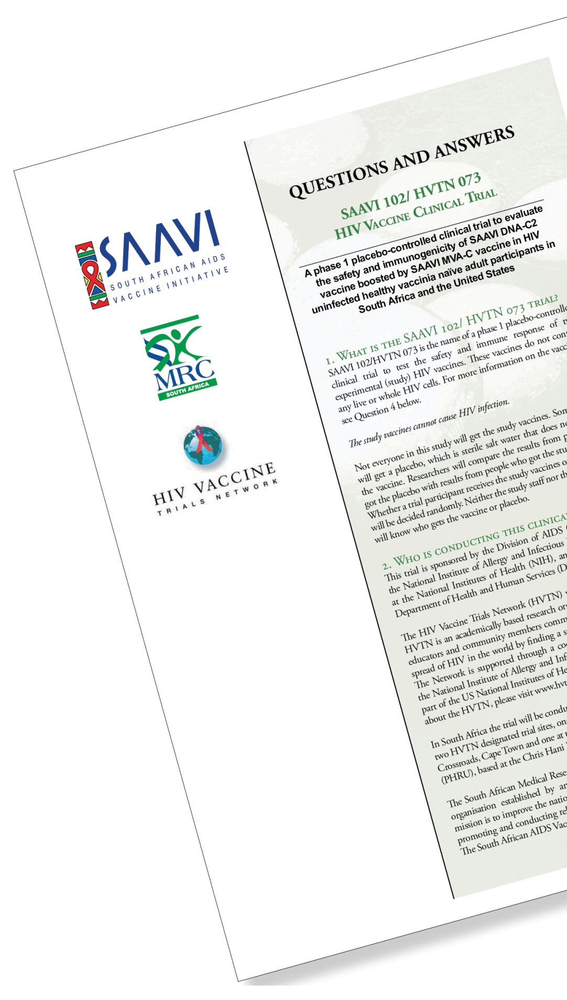 SAAVI
SOUTH AFRICAN AIDS
VACCINE INITIATIVE
MRC
SOUTH AFRICA
HIV VACCINE
TRIALS NETWORK
QUESTIONS AND ANSWERS
SAAVI 102/ HVTN 073
HIV Vaccine Clinical Trial
A phase 1 placebo-controlled clinical trial to evaluate
the safety and immunogenicity of SAAVI DNA-C2
vaccine boosted by SAAVI MVA-C vaccine in HIV
uninfected healthy vaccinia naïve adult participants in
South Africa and the United States
1. What is the SAAVI 102/ HVTN 073 trial?
SAAVI 102/HVTN 073 is the name of a phase 1 placebo-controlle
clinical trial to test the safety and immune response of
experimental (study) HIV vaccines. These vaccines do not
any live or whole HIV cells. For more information on the
see Question 4 below.
The study vaccines cannot cause HIV infection.
Not everyone in this study will get the study vaccines.
will get a placebo, which is sterile salt water that does
the vaccine. Researchers will compare the results from
got the placebo with results from people who got the
Whether a trial participant receives the study vaccines
will be decided randomly. Neither the study staff nor
will know who gets the vaccine or placebo.
2. Who is conducting this
This trial is sponsored by the Division of AIDS
the National Institute of Allergy and Infectious
at the National Institutes of Health (NIH),
Department of Health and Human Services
The HIV Vaccine Trials Network (HVTN)
HVTN is an academically based research
educators and community members
spread of HIV in the world by finding a
The Network is supported through a
the National Institute of Allergy and
part of the US National Institutes of
about the HVTN, please visit www.hvt
In South Africa the trial will be
two HVTN designated trial sites,
Crossroads, Cape Town and one at
(PHRU), based at the Chris Hani
The South African Medical
organisation established by
mission is to improve the
promoting and conducting
The South African AIDS